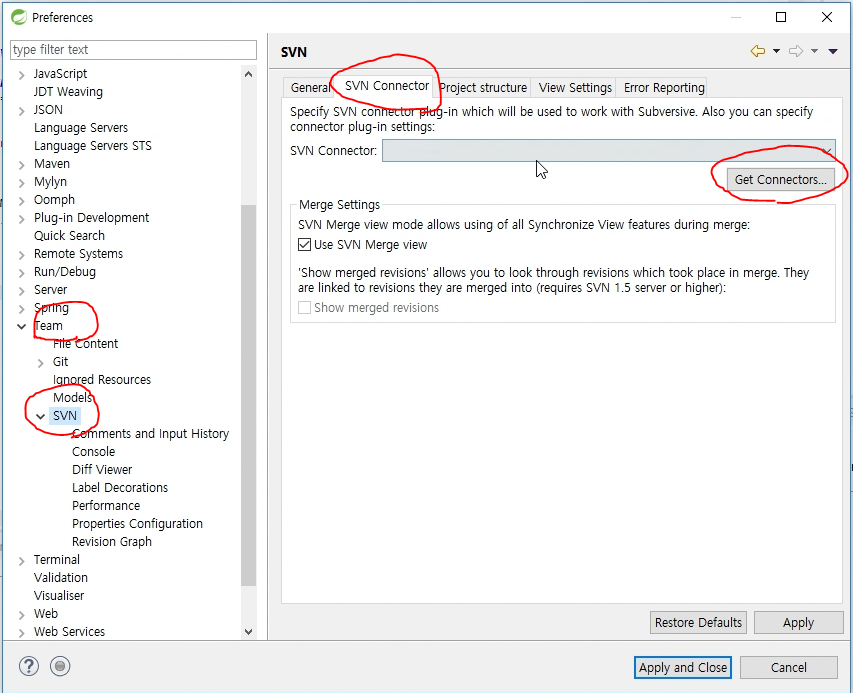 Preferences
type filter text
JavaScript
JDT Weaving
JSON
Language Servers
Language Servers STS
Maven
Mylyn
Oomph
Plug-in Development
Quick Search
Remote Systems
Run/Debug
Server
Spring
Team
File Content
Git
Ignored Resources
Models
SVN
Comments and Input History
Console
Diff Viewer
Label Decorations
Performance
Properties Configuration
Revision Graph
Terminal
Validation
Visualiser
Web
Web Services
SVN
General
SVN Connector
Project structure
View Settings
Error Reporting
Specify SVN connector plug-in which will be used to work with Subversive. Also you can specify
connector plug-in settings:
SVN Connector:
Get Connectors...
Merge Settings
SVN Merge view mode allows using of all Synchronize View features during merge:
Use SVN Merge view
'Show merged revisions' allows you to look through revisions which took place in merge. They
are linked to revisions they are merged into (requires SVN 1.5 server or higher):
Show merged revisions
Restore Defaults
Apply
Apply and Close
Cancel